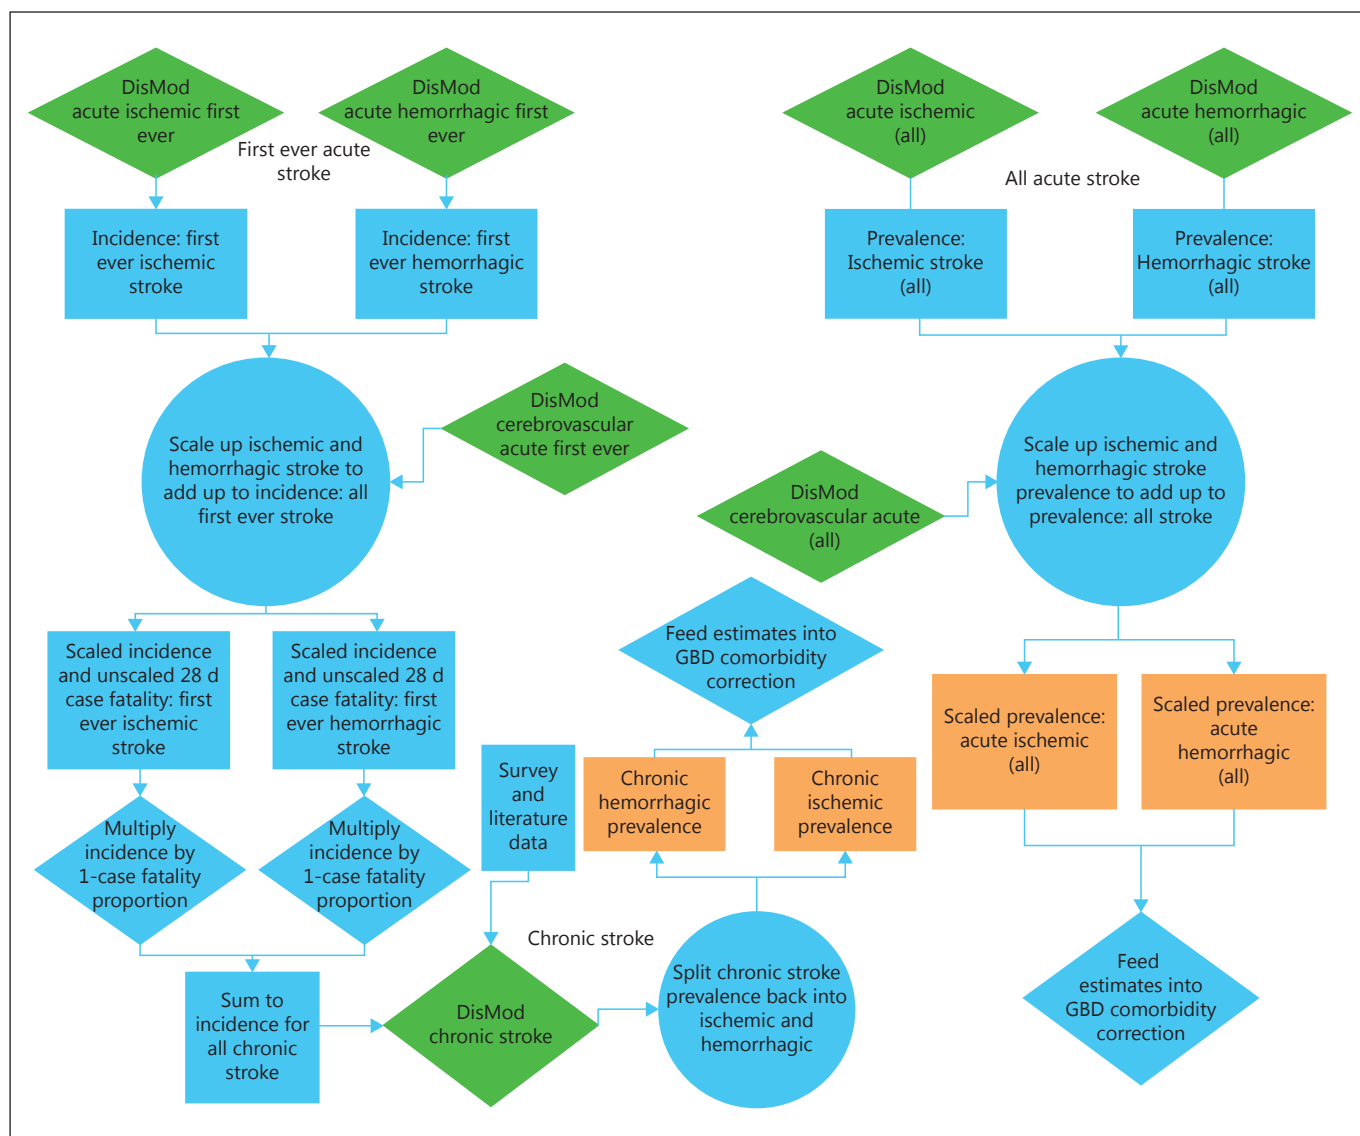 DisMod
acute ischemic first
ever
DisMod
acute hemorrhagic first
ever
First ever acute
stroke
Incidence: first
ever ischemic
stroke
Incidence: first
ever hemorrhagic
stroke
Scale up ischemic and
hemorrhagic stroke to
add up to incidence: all
first ever stroke
DisMod
cerebrovascular
acute first ever
Scaled incidence
and unscaled 28 d
case fatality: first
ever ischemic
stroke
Scaled incidence
and unscaled 28 d
case fatality: first
ever hemorrhagic
stroke
Multiply
incidence by
1-case fatality
proportion
Multiply
incidence by
1-case fatality
proportion
Sum to
incidence for
all chronic
stroke
Survey
and
literature
data
Chronic stroke
DisMod
chronic stroke
Split chronic stroke
prevalence back into
ischemic and
hemorrhagic
Chronic
hemorrhagic
prevalence
Chronic
ischemic
prevalence
Feed estimates into
GBD comorbidity
correction
DisMod
acute ischemic
(all)
DisMod
acute hemorrhagic
(all)
All acute stroke
Prevalence:
Ischemic stroke
(all)
Prevalence:
Hemorrhagic stroke
(all)
DisMod
cerebrovascular acute
(all)
Scale up ischemic and
hemorrhagic stroke
prevalence to add up to
prevalence: all stroke
Scaled prevalence:
acute ischemic
(all)
Scaled prevalence:
acute
hemorrhagic
(all)
Feed
estimates into
GBD comorbidity
correction